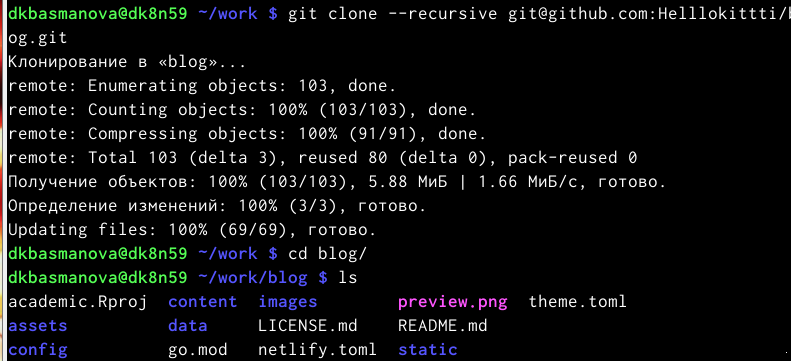 dkbasmanova@dk8n59 ~/work $ git clone --recursive git@github.com:Helllokittti/b
og.git
Клонирование в «blog»...
remote: Enumerating objects: 103, done.
remote: Counting objects: 100% (103/103), done.
remote: Compressing objects: 100% (91/91), done.
remote: Total 103 (delta 3), reused 80 (delta 0), pack-reused 0
Получение объектов: 100% (103/103), 5.88 МиБ | 1.66 МиБ/с, готово.
Определение изменений: 100% (3/3), готово.
Updating files: 100% (69/69), готово.
dkbasmanova@dk8n59 ~/work $ cd blog/
dkbasmanova@dk8n59 ~/work/blog $ ls
academic.Rproj content images preview.png theme.toml
assets data LICENSE.md README.md
config go.mod netlify.toml static